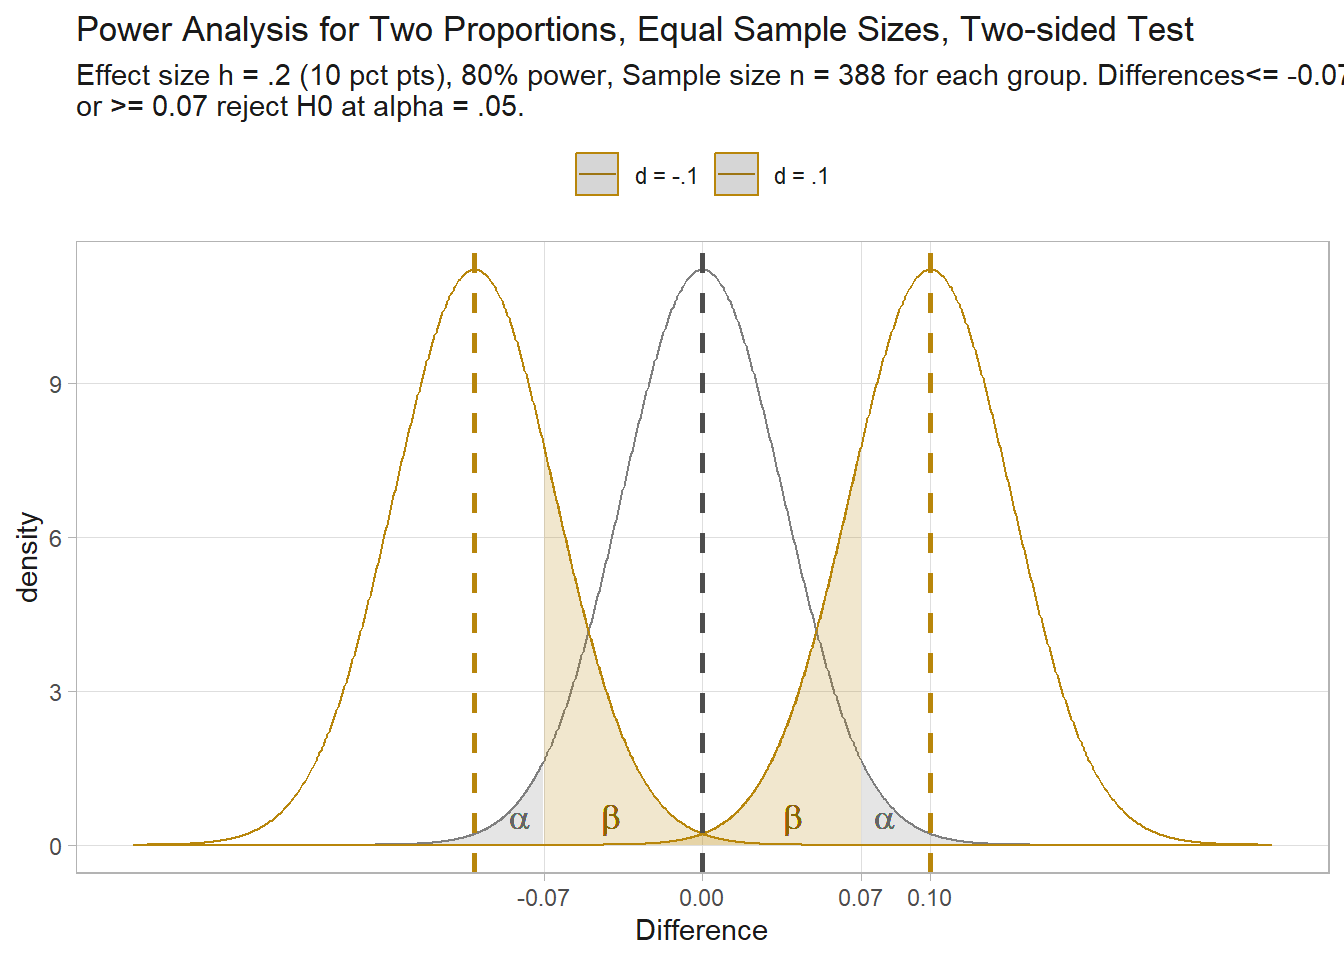 Power Analysis for Two Proportions, Equal Sample Sizes, Two-sided Test
Effect size h = .2 (10 pct pts), 80% power, Sample size n = 388 for each group. Differences<= -0.07
or >= 0.07 reject H0 at alpha = .05.
d = -.1 d = .1
density
9
6
3
0
α β β α
-0.07 0.00 0.07 0.10
Difference